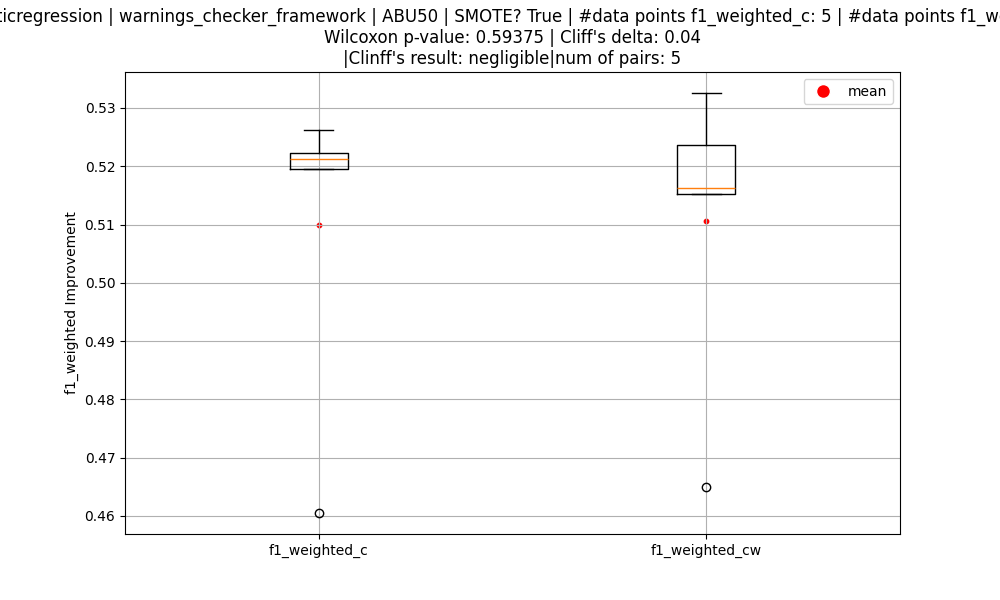 ticregression | warnings_checker_framework | ABU50 | SMOTE? True | #data points f1_weighted_c: 5 | #data points f1_w
Wilcoxon p-value: 0.59375 | Cliff's delta: 0.04
|Clinff's result: negligible|num of pairs: 5
mean
0.53
0.52
0.51
0.50
0.49
0.48
0.47
0.46
f1_weighted Improvement
f1_weighted_c
f1_weighted_cw